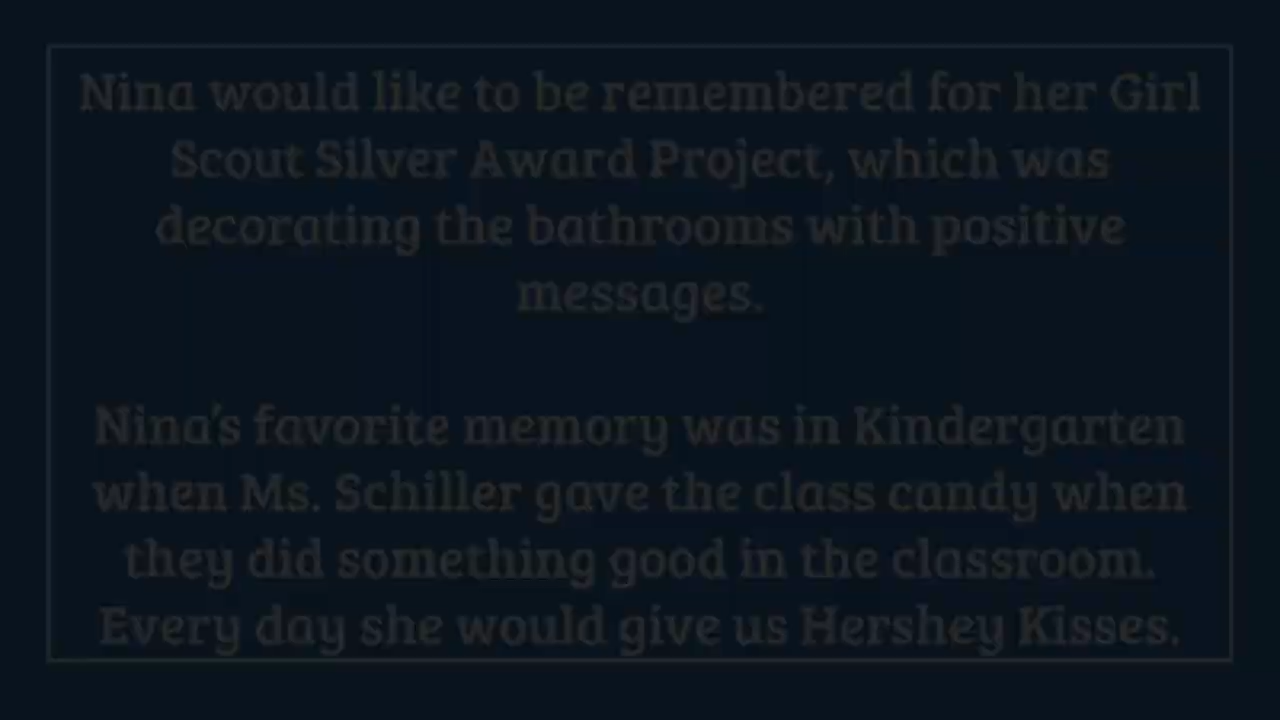 Nina would like to be remembered for her Girl
Scout Silver Award Project, which was
decorating the bathrooms with positive
messages.
Nina's favorite memory was in Kindergarten
when Ms. Schiller gave the class candy when
they did something good in the classroom.
Every day she would give us Hershey Kisses.